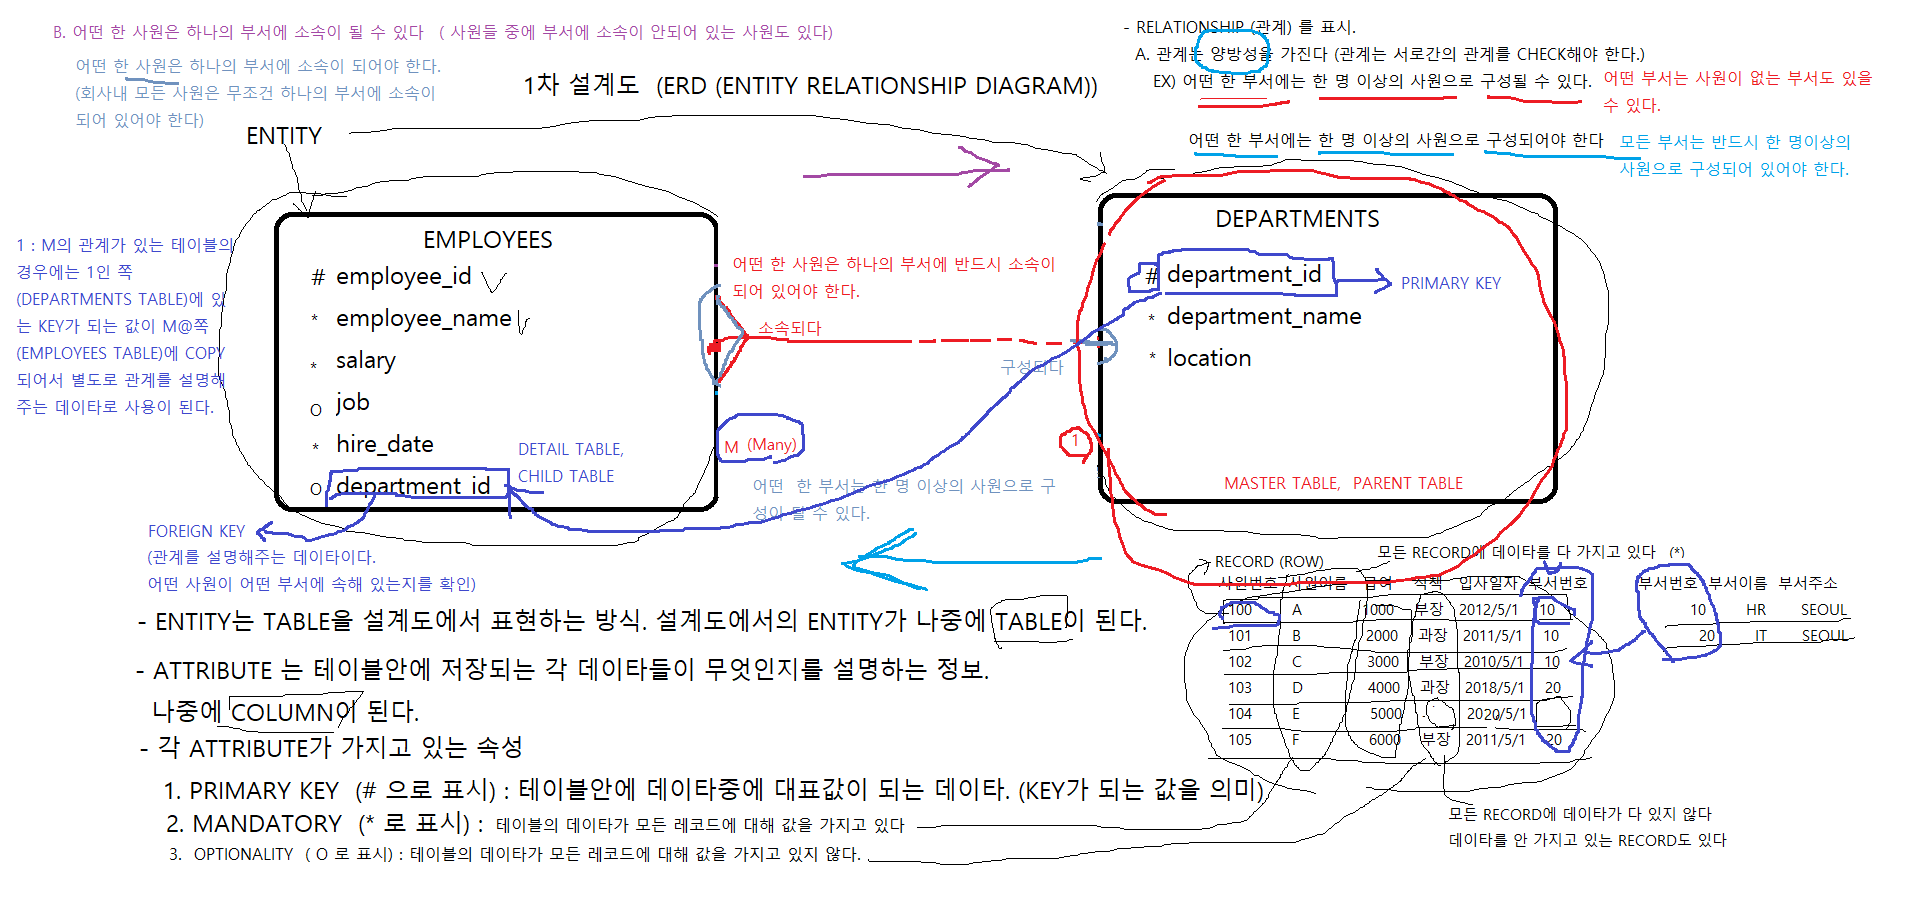 B. 어떤 한 사원은 하나의 부서에 소속이 될 수 있다 ( 사원들 중에 부서에 소속이 안되어 있는 사원도 있다)
어떤 한 사원은 하나의 부서에 소속이 되어야 한다.
(회사내 모든 사원은 무조건 하나의 부서에 소속이
되어 있어야 한다)
1차 설계도 (ERD (ENTITY RELATIONSHIP DIAGRAM))
- RELATIONSHIP (관계) 를 표시.
A. 관계는 양방성을 가진다 (관계는 서로간의 관계를 CHECK해야 한다.)
EX) 어떤 한 부서에는 한 명 이상의 사원으로 구성될 수 있다.
어떤 부서는 사원이 없는 부서도 있을
수 있다.
어떤 한 부서에는 한 명 이상의 사원으로 구성되어야 한다
모든 부서는 반드시 한 명이상의
사원으로 구성되어 있어야 한다.
ENTITY
1 : M의 관계가 있는 테이블의
경우에는 1인 쪽
(DEPARTMENTS TABLE)에 있
는 KEY가 되는 값이 M@쪽
(EMPLOYEES TABLE)에 COPY
되어서 별도로 관계를 설명해
주는 데이타로 사용이 된다.
EMPLOYEES
# employee_id
* employee_name
* salary
O job
* hire_date
O department_id
DETAIL TABLE,
CHILD TABLE
어떤 한 사원은 하나의 부서에 반드시 소속이
되어 있어야 한다.
소속되다
구성되다
M (Many)
1
어떤 한 부서는 한 명 이상의 사원으로 구
성이 될 수 있다.
DEPARTMENTS
# department_id
* department_name
* location
PRIMARY KEY
MASTER TABLE, PARENT TABLE
FOREIGN KEY
(관계를 설명해주는 데이타이다.
어떤 사원이 어떤 부서에 속해 있는지를 확인)
모든 RECORD에 데이타를 다 가지고 있다 (*)
RECORD (ROW)
사원번호 사원이름 급여 직책 입사일자 부서번호
100 A 1000 부장 2012/5/1 10
101 B 2000 과장 2011/5/1 10
102 C 3000 부장 2010/5/1 10
103 D 4000 과장 2018/5/1 20
104 E 5000 2020/5/1
105 F 6000 부장 2011/5/1 20
부서번호 부서이름 부서주소
10 HR SEOUL
20 IT SEOUL
모든 RECORD에 데이타가 다 있지 않다
데이타를 안 가지고 있는 RECORD도 있다
- ENTITY는 TABLE을 설계도에서 표현하는 방식. 설계도에서의 ENTITY가 나중에 TABLE이 된다.
- ATTRIBUTE 는 테이블안에 저장되는 각 데이타들이 무엇인지를 설명하는 정보.
나중에 COLUMN이 된다.
- 각 ATTRIBUTE가 가지고 있는 속성
1. PRIMARY KEY (# 으로 표시) : 테이블안에 데이타중에 대표값이 되는 데이타. (KEY가 되는 값을 의미)
2. MANDATORY (* 로 표시) : 테이블의 데이타가 모든 레코드에 대해 값을 가지고 있다
3. OPTIONALITY ( O 로 표시) : 테이블의 데이타가 모든 레코드에 대해 값을 가지고 있지 않다.